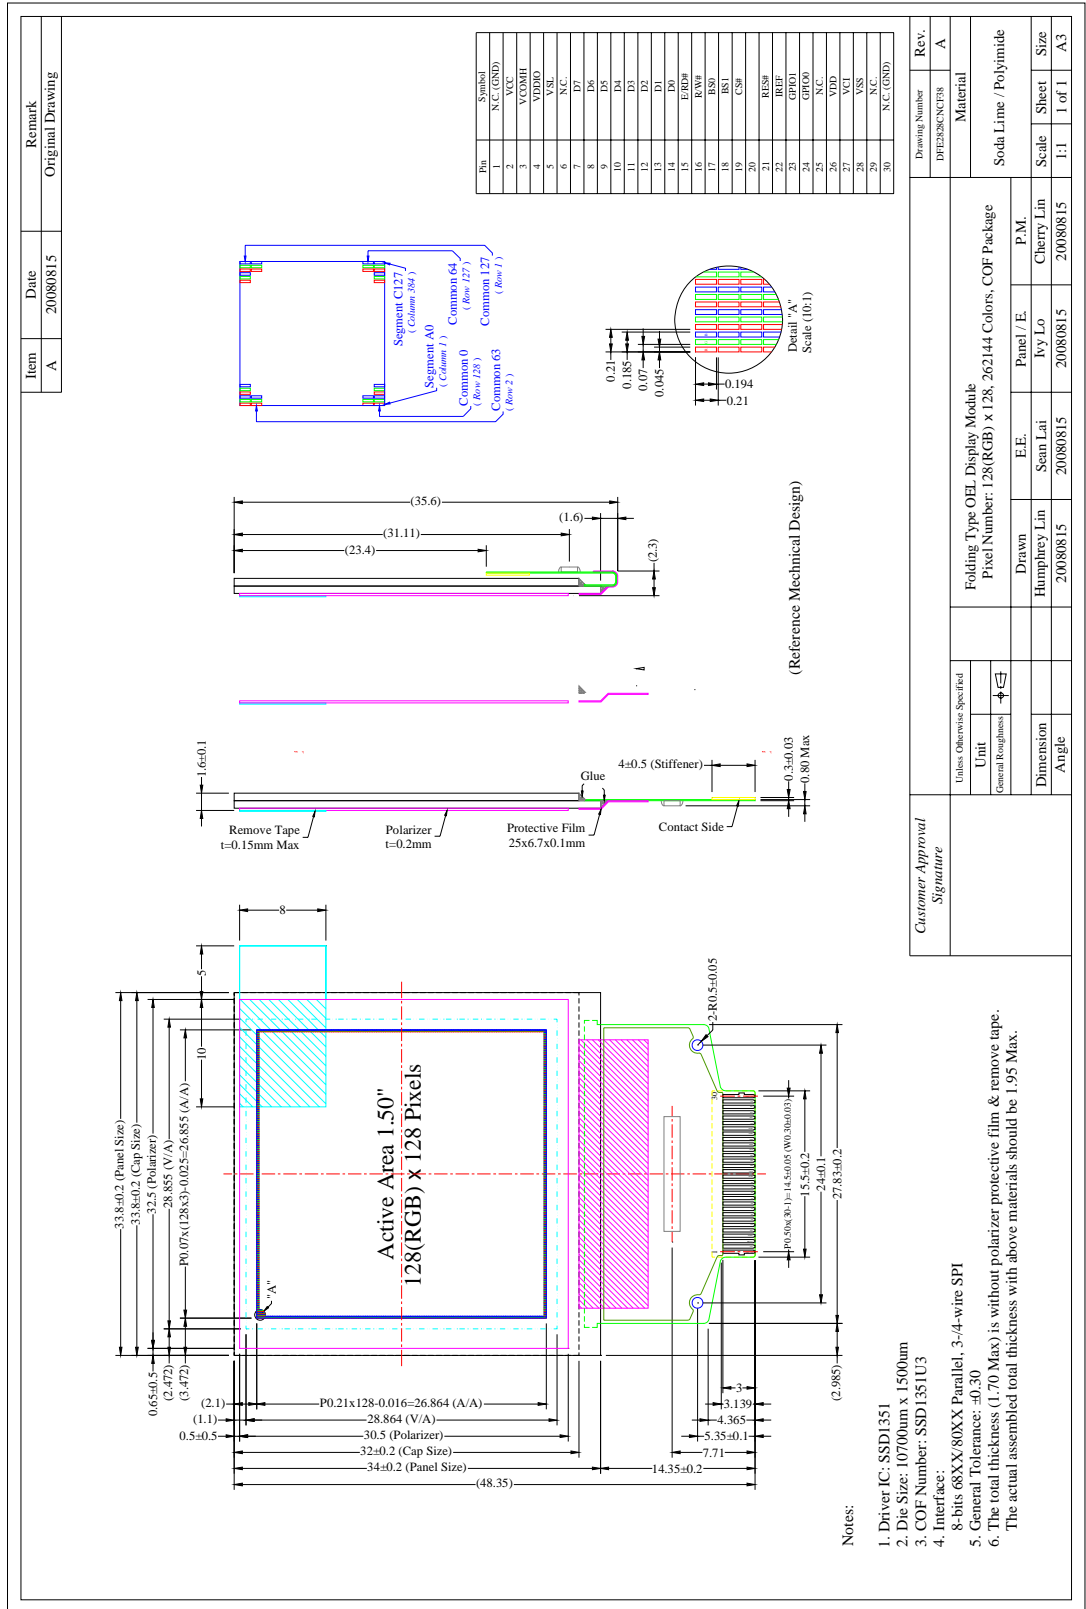 Item Date Remark
A 20080815 Original Drawing
33.8±0.2 (Panel Size)
33.8±0.2 (Cap Size)
32.5 (Polarizer)
28.855 (V/A)
P0.07x(128x3)-0.025=26.855 (A/A)
10
5
8
0.65±0.5
(2.472)
(3.472)
(2.1)
(1.1)
0.5±0.5
P0.21x128-0.016=26.864 (A/A)
28.864 (V/A)
30.5 (Polarizer)
32±0.2 (Cap Size)
34±0.2 (Panel Size)
(48.35)
14.35±0.2
7.71
5.35±0.1
4.365
3.139
3
"A"
Active Area 1.50"
128(RGB) x 128 Pixels
30
2-R0.5±0.05
P0.50x(30-1)=14.5±0.05 (W0.30±0.03)
15.5±0.2
24±0.1
27.83±0.2
(2.985)
1.6±0.1
Remove Tape
t=0.15mm Max
Polarizer
t=0.2mm
Protective Film
25x6.7x0.1mm
Glue
4±0.5 (Stiffener)
Contact Side
0.3±0.03
0.80 Max
(35.6)
(31.11)
(23.4)
(1.6)
(2.3)
(Reference Mechnical Design)
Segment C127
( Column 384 )
Segment A0
( Column 1 )
Common 64
( Row 127 )
Common 127
( Row 1 )
Common 0
( Row 128 )
Common 63
( Row 2 )
0.21
0.185
0.07
0.045
0.194
0.21
Detail "A"
Scale (10:1)
Pin Symbol
1 N.C. (GND)
2 VCC
3 VCOMH
4 VDDIO
5 VSL
6 N.C.
7 D7
8 D6
9 D5
10 D4
11 D3
12 D2
13 D1
14 D0
15 E/RD#
16 R/W#
17 BS0
18 BS1
19 CS#
20
21 RES#
22 IREF
23 GPIO1
24 GPIO0
25 N.C.
26 VDD
27 VCI
28 VSS
29 N.C.
30 N.C. (GND)
Notes:
1. Driver IC: SSD1351
2. Die Size: 10700um x 1500um
3. COF Number: SSD1351U3
4. Interface:
8-bits 68XX/80XX Parallel, 3-/4-wire SPI
5. General Tolerance: ±0.30
6. The total thickness (1.70 Max) is without polarizer protective film & remove tape.
The actual assembled total thickness with above materials should be 1.95 Max.
Customer Approval
Signature
Unless Otherwise Specified
Unit
General Roughness
Dimension
Angle
Drawing Number Rev.
DFE2828CNCF38 A
Folding Type OEL Display Module
Pixel Number: 128(RGB) x 128, 262144 Colors, COF Package
Material
Soda Lime / Polyimide
Drawn E.E. Panel / E. P.M.
Humphrey Lin Sean Lai Ivy Lo Cherry Lin
20080815 20080815 20080815 20080815
Scale Sheet Size
1:1 1 of 1 A3